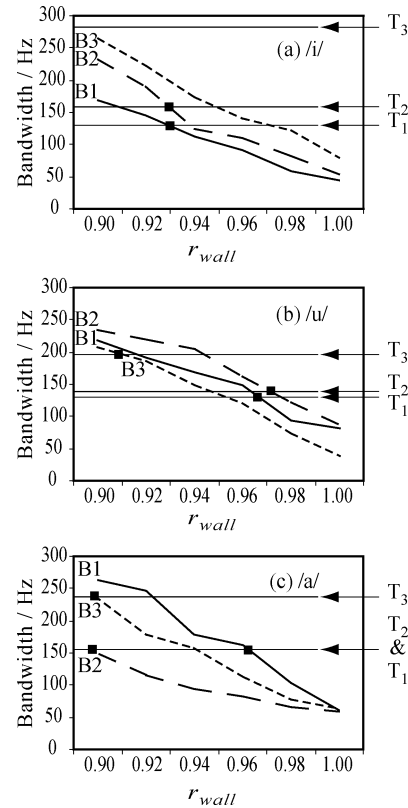 300
T3
B3
(a) /i/
250
B2
200
B1
T2
150
T1
100
50
0
Bandwidth / Hz
0.90 0.92 0.94 0.96 0.98 1.00
r wall
300
B2
(b) /u/
250
B1
200
T3
B3
150
T2
T1
100
50
0
Bandwidth / Hz
0.90 0.92 0.94 0.96 0.98 1.00
r wall
300
B1
(c) /a/
250
T3
B3
200
T2
150
&
B2
T1
100
50
0
Bandwidth / Hz
0.90 0.92 0.94 0.96 0.98 1.00
r wall